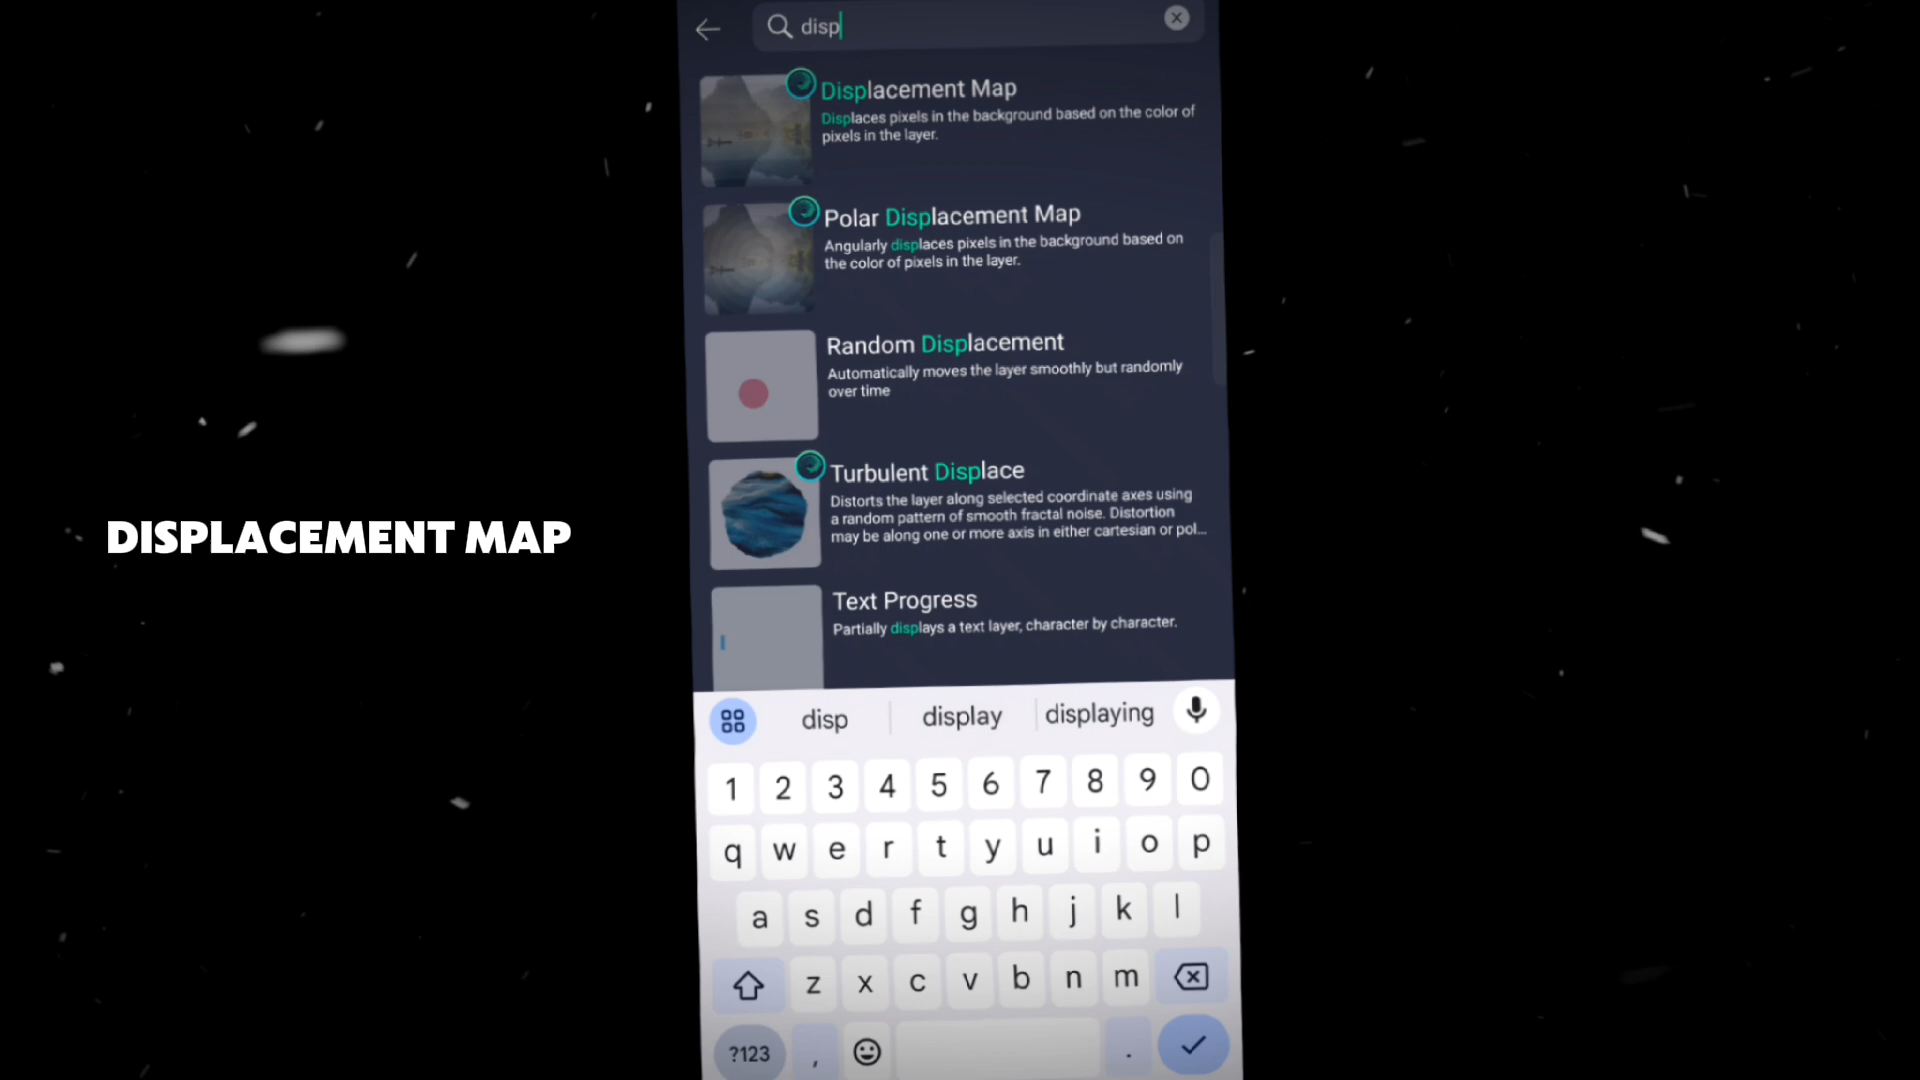 disp
Displacement Map
Displaces pixels in the background based on the color of
pixels in the layer.
Polar Displacement Map
Angularly displaces pixels in the background based on
the color of pixels in the layer.
Random Displacement
Automatically moves the layer smoothly but randomly
over time
Turbulent Displace
Distorts the layer along selected coordinate axes using
a random pattern of smooth fractal noise. Distortion
may be along one or more axis in either cartesian or pol...
DISPLACEMENT MAP
Text Progress
Partially displays a text layer, character by character.
disp display displaying
1 2 3 4 5 6 7 8 9 0
q w e r t y u i o p
a s d f g h j k l
z x c v b n m
?123 , .